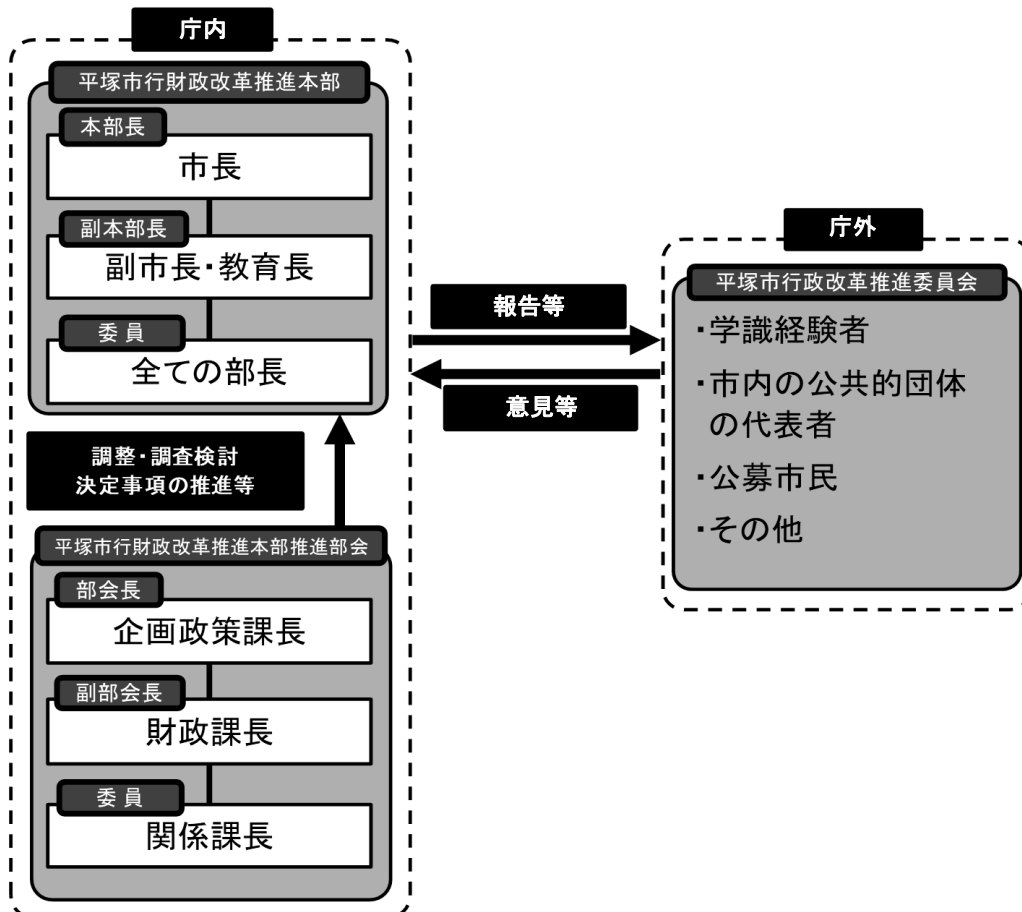 庁内
平塚市行財政改革推進本部
本部長
市長
副本部長
副市長・教育長
委員
全ての部長
調整・調査検討
決定事項の推進等
平塚市行財政改革推進本部推進部会
部会長
企画政策課長
副部会長
財政課長
委員
関係課長
報告等
意見等
庁外
平塚市行政改革推進委員会
・学識経験者
・市内の公共的団体
の代表者
・公募市民
・その他